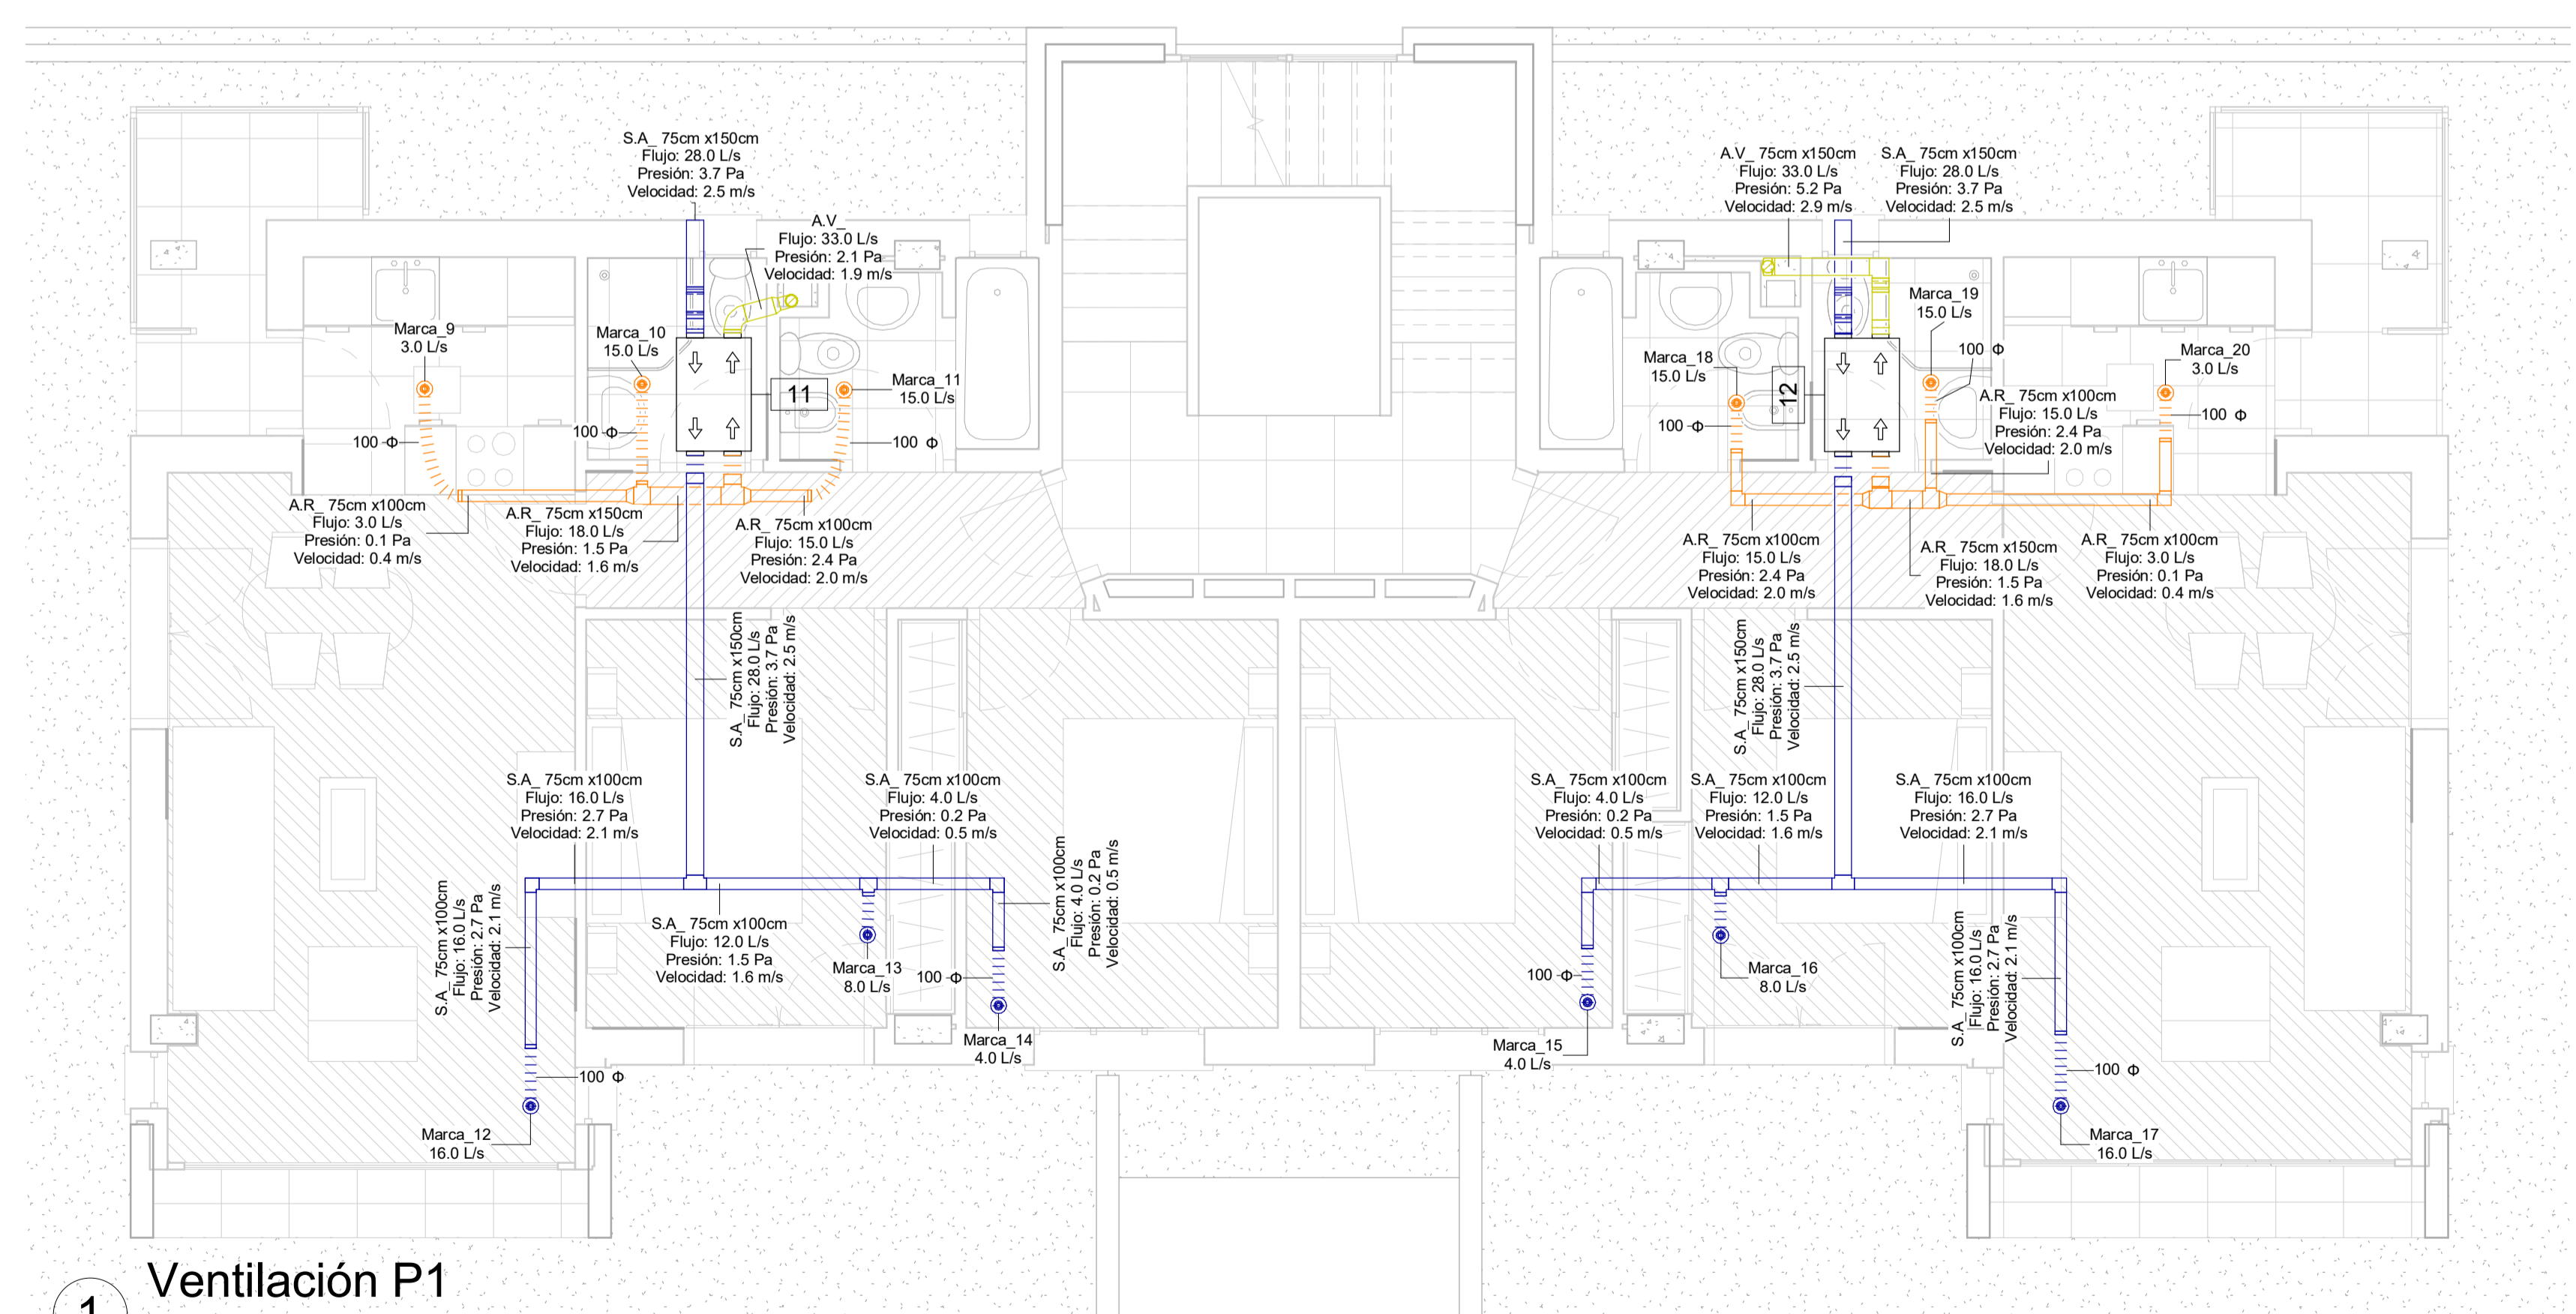 S.A_ 75cm x150cm
Flujo: 28.0 L/s
Presión: 3.7 Pa
Velocidad: 2.5 m/s
A.V_
Flujo: 33.0 L/s
Presión: 2.1 Pa
Velocidad: 1.9 m/s
A.V_ 75cm x150cm
Flujo: 33.0 L/s
Presión: 5.2 Pa
Velocidad: 2.9 m/s
S.A_ 75cm x150cm
Flujo: 28.0 L/s
Presión: 3.7 Pa
Velocidad: 2.5 m/s
Marca_9
3.0 L/s
Marca_10
15.0 L/s
11
Marca_11
15.0 L/s
100 Φ
100 Φ
100 Φ
Marca_18
15.0 L/s
12
Marca_19
15.0 L/s
100 Φ
Marca_20
3.0 L/s
100 Φ
100 Φ
A.R_ 75cm x100cm
Flujo: 15.0 L/s
Presión: 2.4 Pa
Velocidad: 2.0 m/s
A.R_ 75cm x100cm
Flujo: 3.0 L/s
Presión: 0.1 Pa
Velocidad: 0.4 m/s
A.R_ 75cm x150cm
Flujo: 18.0 L/s
Presión: 1.5 Pa
Velocidad: 1.6 m/s
A.R_ 75cm x100cm
Flujo: 15.0 L/s
Presión: 2.4 Pa
Velocidad: 2.0 m/s
A.R_ 75cm x100cm
Flujo: 15.0 L/s
Presión: 2.4 Pa
Velocidad: 2.0 m/s
A.R_ 75cm x150cm
Flujo: 18.0 L/s
Presión: 1.5 Pa
Velocidad: 1.6 m/s
A.R_ 75cm x100cm
Flujo: 3.0 L/s
Presión: 0.1 Pa
Velocidad: 0.4 m/s
S.A_ 75cm x150cm
Flujo: 28.0 L/s
Presión: 3.7 Pa
Velocidad: 2.5 m/s
S.A_ 75cm x150cm
Flujo: 28.0 L/s
Presión: 3.7 Pa
Velocidad: 2.5 m/s
S.A_ 75cm x100cm
Flujo: 16.0 L/s
Presión: 2.7 Pa
Velocidad: 2.1 m/s
S.A_ 75cm x100cm
Flujo: 4.0 L/s
Presión: 0.2 Pa
Velocidad: 0.5 m/s
S.A_ 75cm x100cm
Flujo: 4.0 L/s
Presión: 0.2 Pa
Velocidad: 0.5 m/s
S.A_ 75cm x100cm
Flujo: 12.0 L/s
Presión: 1.5 Pa
Velocidad: 1.6 m/s
S.A_ 75cm x100cm
Flujo: 16.0 L/s
Presión: 2.7 Pa
Velocidad: 2.1 m/s
S.A_ 75cm x100cm
Flujo: 16.0 L/s
Presión: 2.7 Pa
Velocidad: 2.1 m/s
S.A_ 75cm x100cm
Flujo: 12.0 L/s
Presión: 1.5 Pa
Velocidad: 1.6 m/s
S.A_ 75cm x100cm
Flujo: 4.0 L/s
Presión: 0.2 Pa
Velocidad: 0.5 m/s
S.A_ 75cm x100cm
Flujo: 16.0 L/s
Presión: 2.7 Pa
Velocidad: 2.1 m/s
Marca_13
8.0 L/s
100 Φ
100 Φ
Marca_16
8.0 L/s
Marca_14
4.0 L/s
Marca_15
4.0 L/s
100 Φ
100 Φ
Marca_12
16.0 L/s
Marca_17
16.0 L/s
Ventilación P1
1